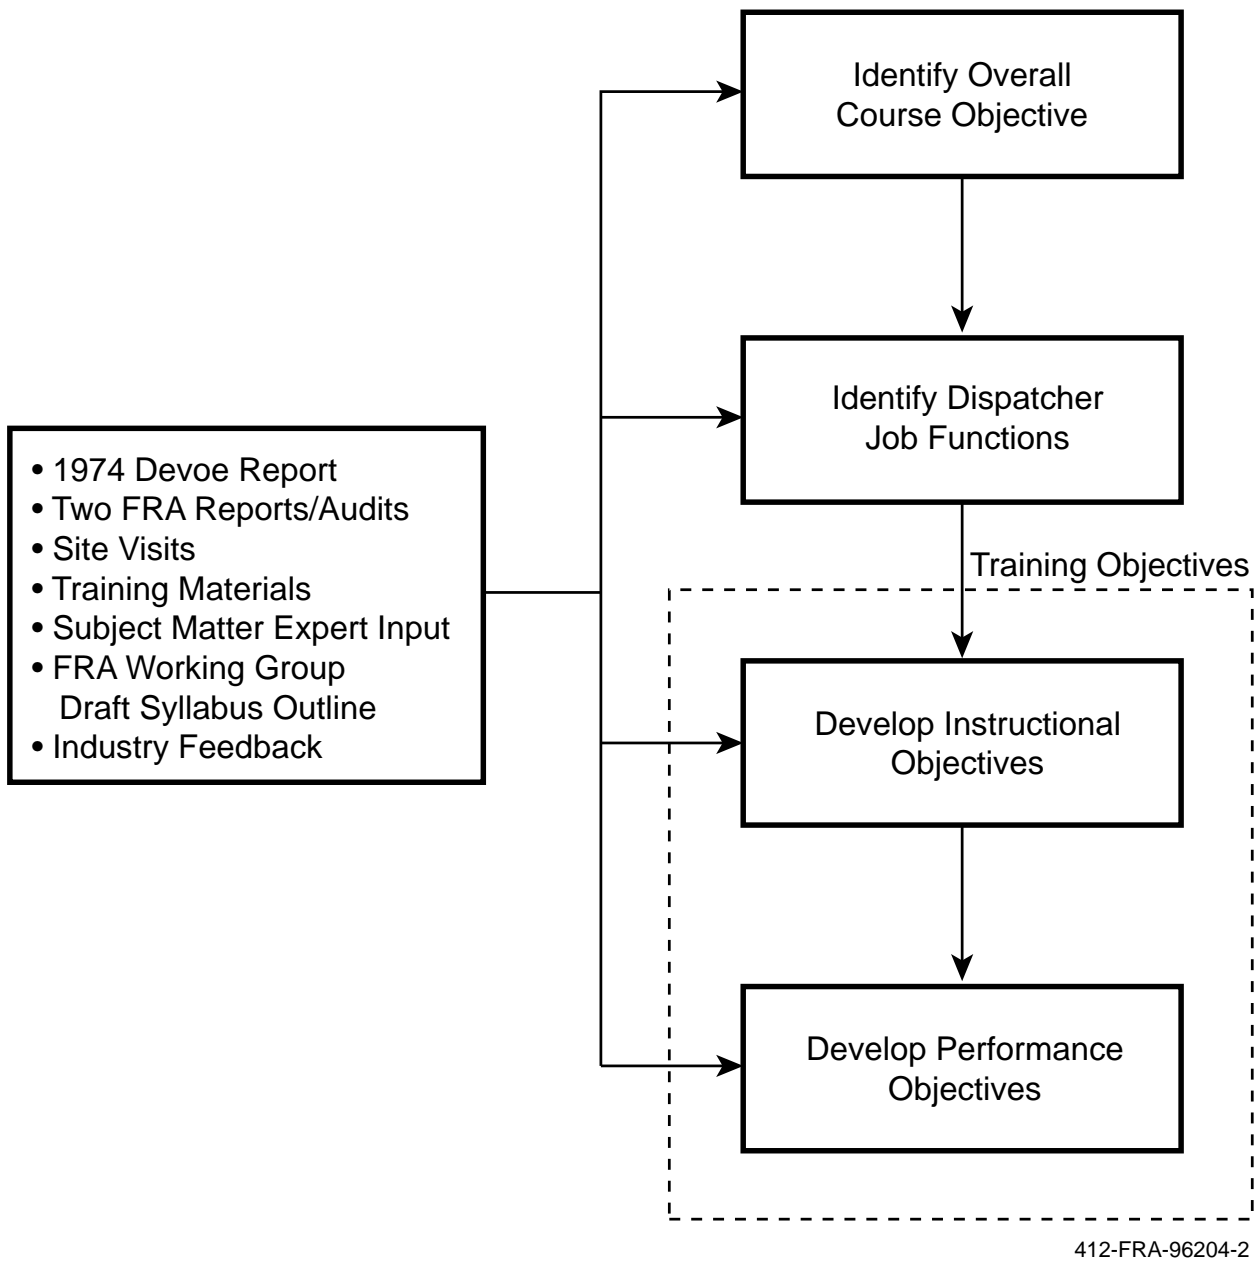 Identify Overall
Course Objective
Identify Dispatcher
Job Functions
• 1974 Devoe Report
• Two FRA Reports/Audits
• Site Visits
• Training Materials
• Subject Matter Expert Input
• FRA Working Group
Draft Syllabus Outline
• Industry Feedback
Training Objectives
Develop Instructional
Objectives
Develop Performance
Objectives
412-FRA-96204-2